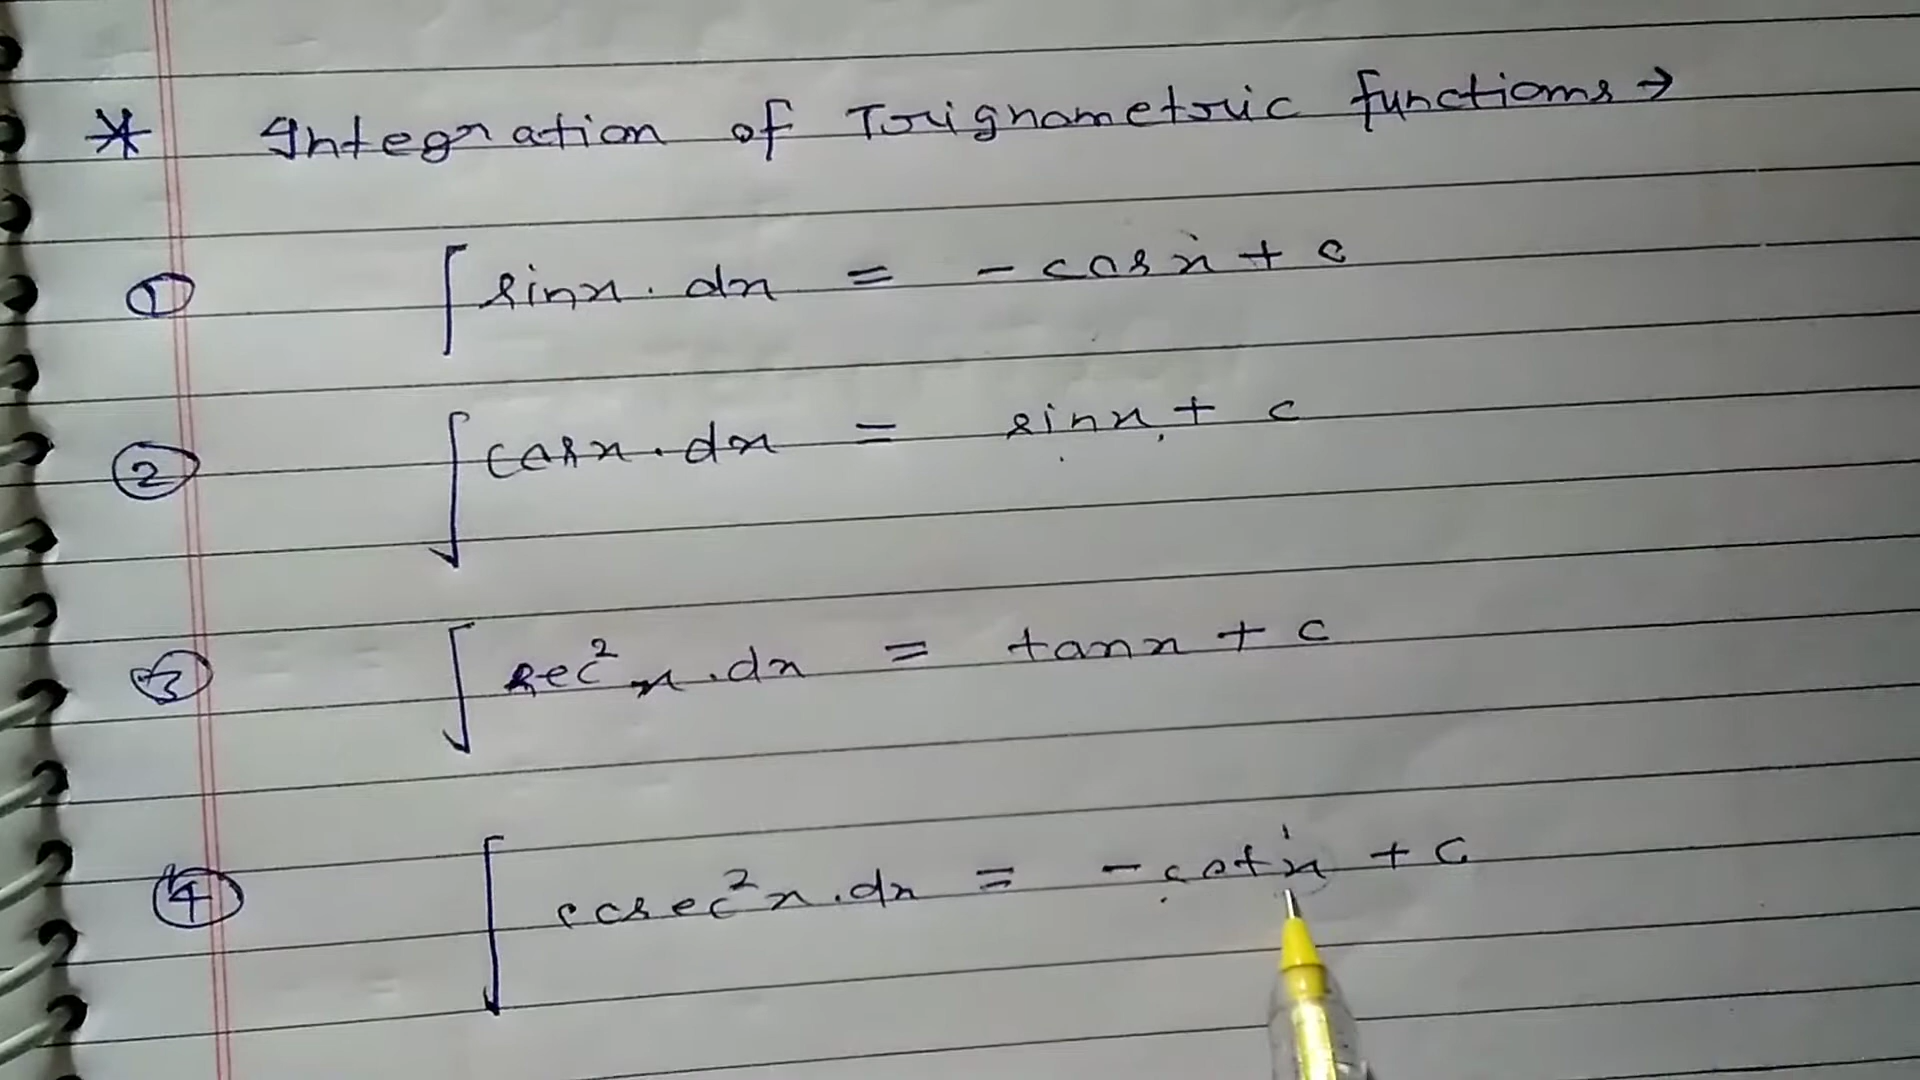 * Integration of Trignametric functions →
① ∫ sinx . dx = - cosx + c
② ∫ cosx . dx = sinx + c
③ ∫ sec²x . dx = tanx + c
④ ∫ cosec²x . dx = - cotx + c